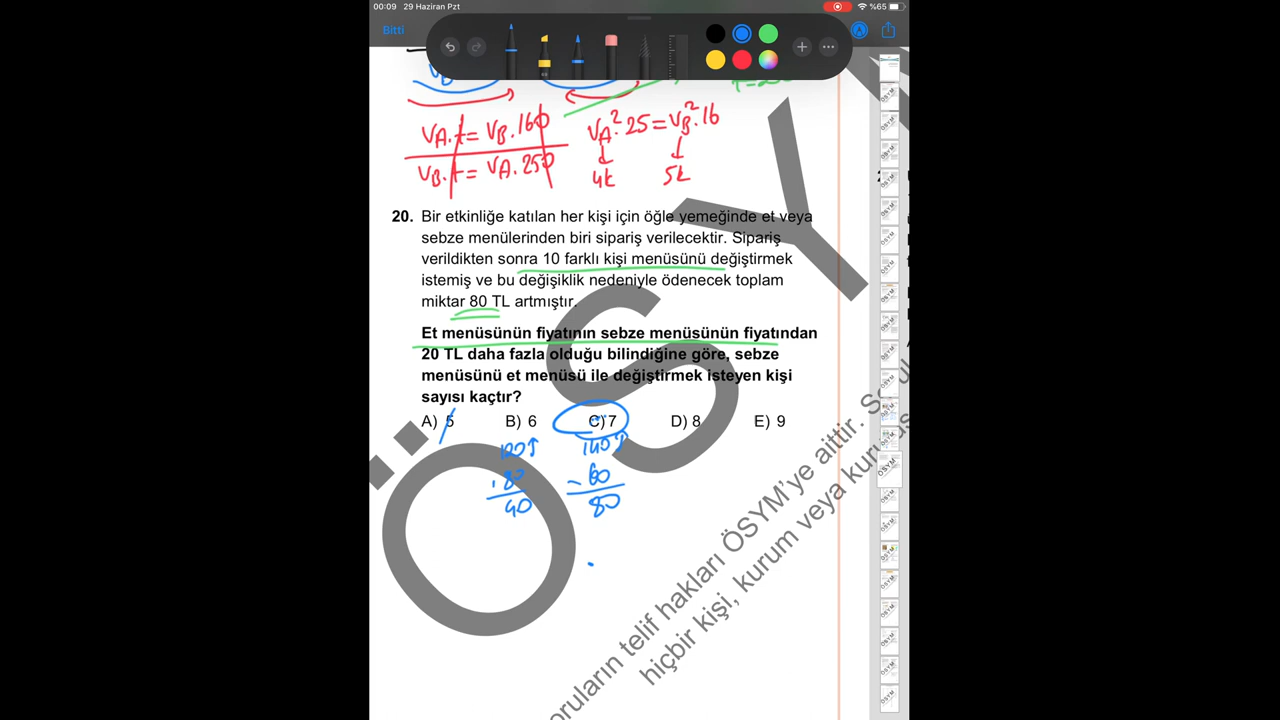 00:09 29 Haziran Pzt
%65
Bitti
VA.t = VB.160
VB.t = VA.250
VA².25 = VB².16
4k 5k
20. Bir etkinliğe katılan her kişi için öğle yemeğinde et veya
sebze menülerinden biri sipariş verilecektir. Sipariş
verildikten sonra 10 farklı kişi menüsünü değiştirmek
istemiş ve bu değişiklik nedeniyle ödenecek toplam
miktar 80 TL artmıştır.
Et menüsünün fiyatının sebze menüsünün fiyatından
20 TL daha fazla olduğu bilindiğine göre, sebze
menüsünü et menüsü ile değiştirmek isteyen kişi
sayısı kaçtır?
A) 5 B) 6 C) 7 D) 8 E) 9
120↑ 140↑
- 80 - 60
40 80
ÖSYM
oruların telif hakları ÖSYM'ye aittir.
hiçbir kişi, kurum veya